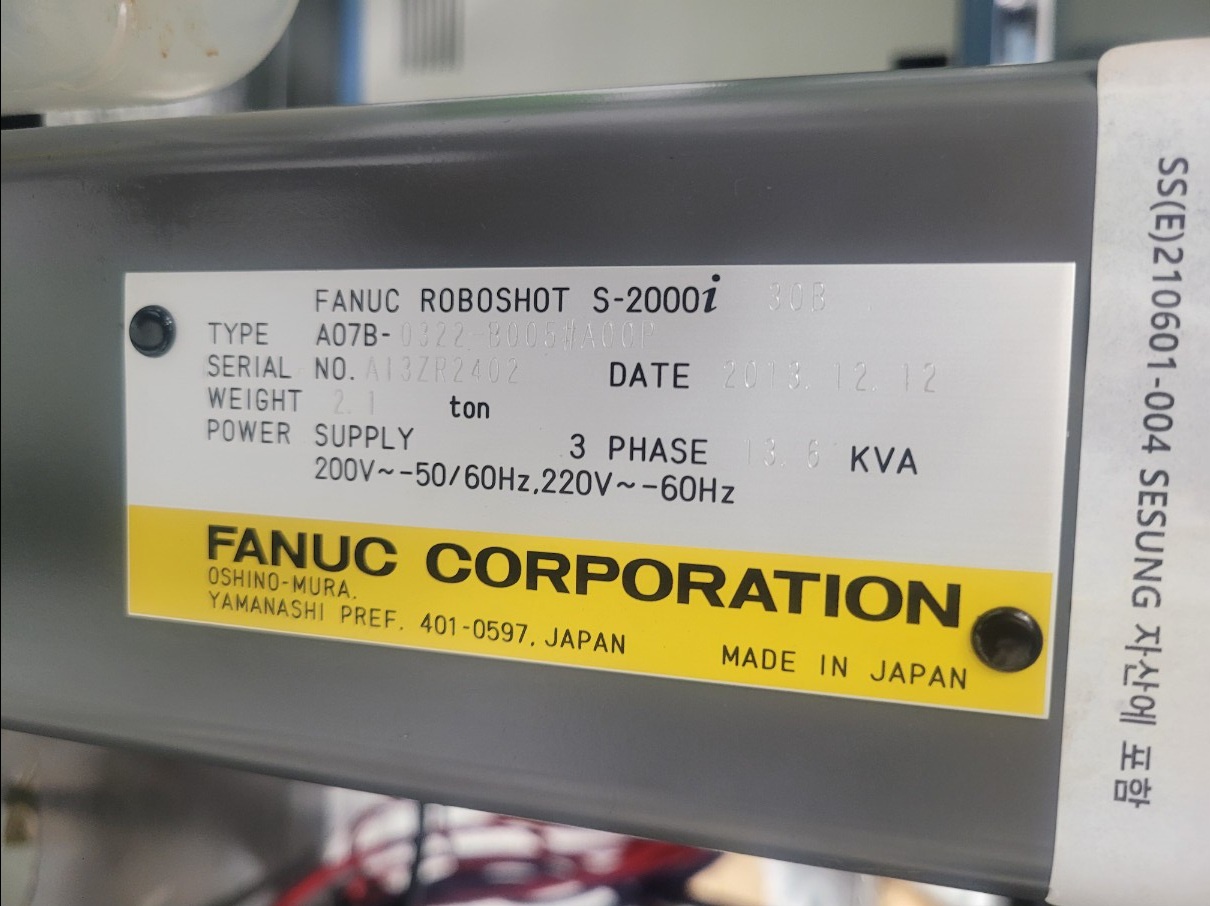 FANUC ROBOSHOT S-2000i 30B
TYPE A07B-0322-B005#A00P
SERIAL NO. A13ZR2402 DATE 2013.12.12
WEIGHT 2.1 ton
POWER SUPPLY 3 PHASE 13.6 KVA
200V~-50/60Hz,220V~-60Hz
FANUC CORPORATION
OSHINO-MURA.
YAMANASHI PREF. 401-0597, JAPAN
MADE IN JAPAN
SS(E)210601-004 SESUNG 자산에 포함